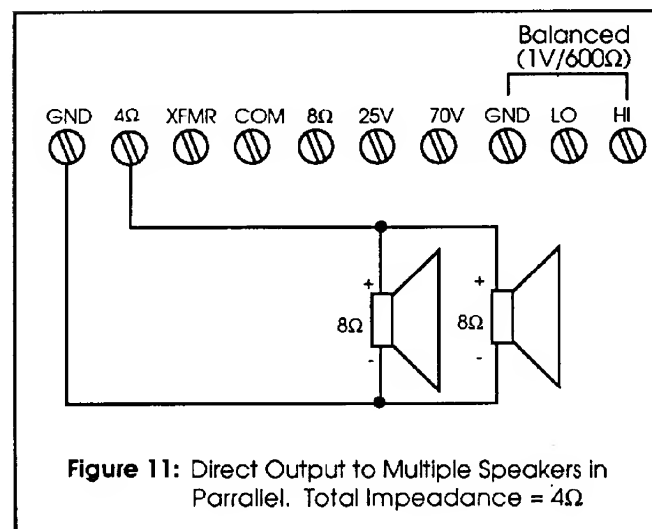 Balanced
(1V/600Ω)
GND 4Ω XFMR COM 8Ω 25V 70V GND LO HI
+ +
8Ω 8Ω
- -
Figure 11: Direct Output to Multiple Speakers in
Parrallel. Total Impeadance = 4Ω